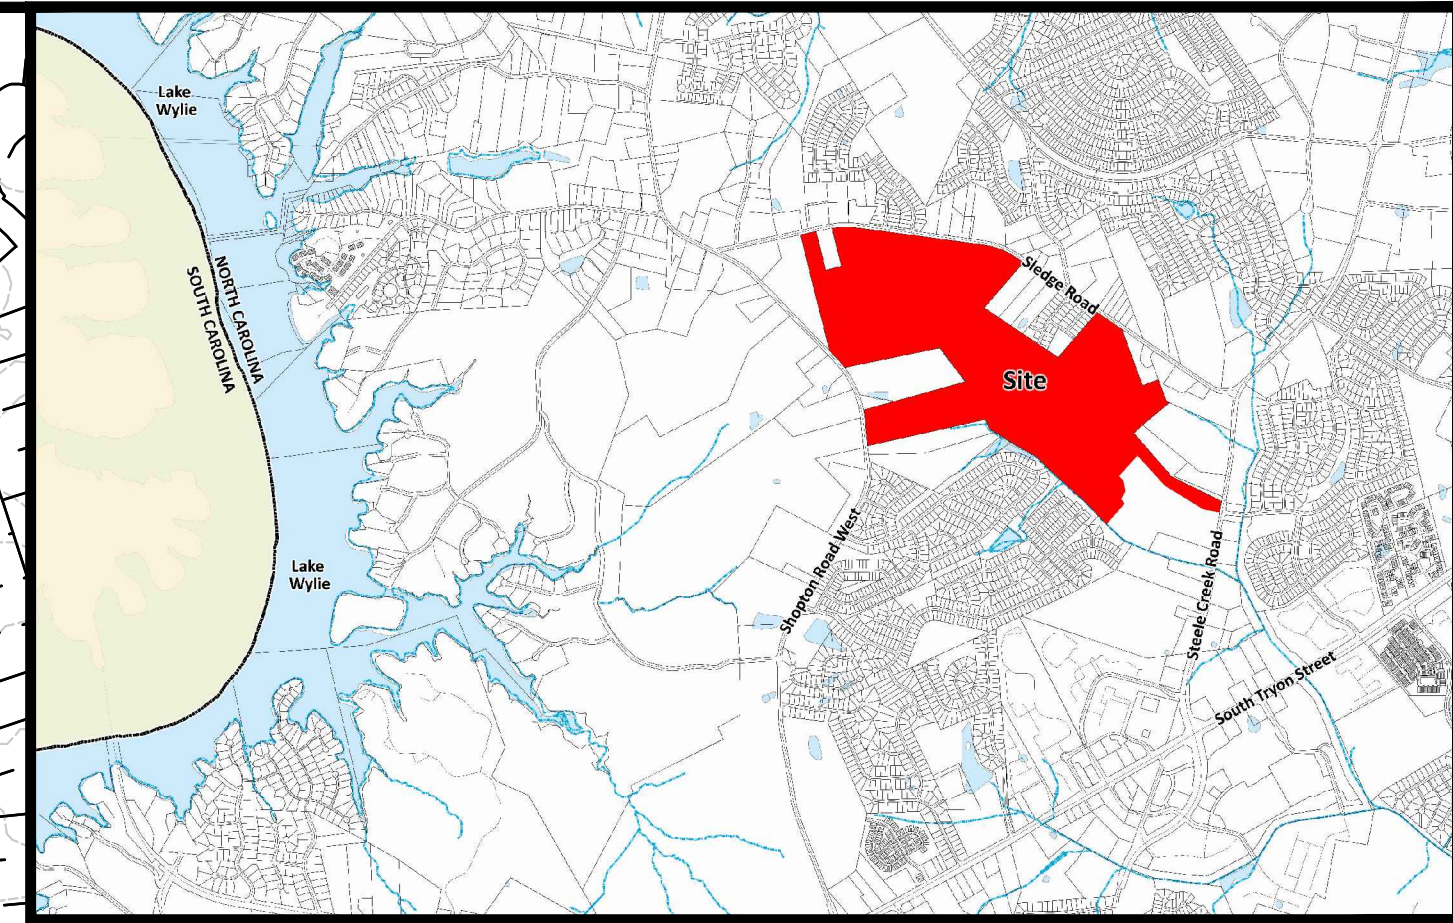 Lake
Wylie
Sledge Road
NORTH CAROLINA
SOUTH CAROLINA
Site
Shopton Road West
Lake
Wylie
Steele Creek Road
South Tryon Street